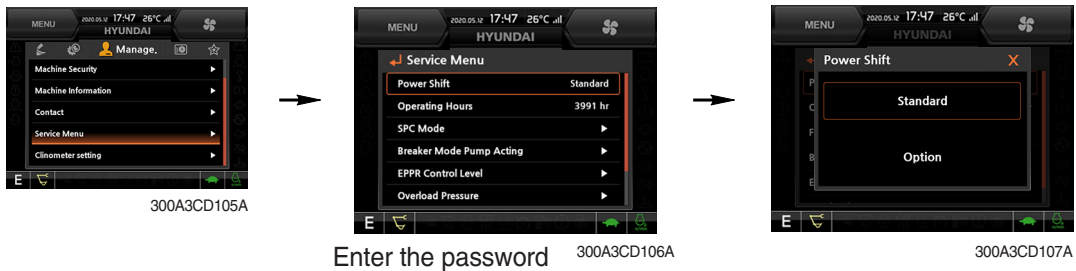 MENU
2020.05.12 17:47 26°C
HYUNDAI
Manage.
Machine Security
Machine Information
Contact
Service Menu
Clinometer setting
E
300A3CD105A
MENU
2020.05.12 17:47 26°C
HYUNDAI
Service Menu
Power Shift Standard
Operating Hours 3991 hr
SPC Mode
Breaker Mode Pump Acting
EPPR Control Level
Overload Pressure
E
Enter the password 300A3CD106A
MENU
2020.05.12 17:47 26°C
HYUNDAI
Power Shift X
P
Standard
F
Option
B
E
E
300A3CD107A